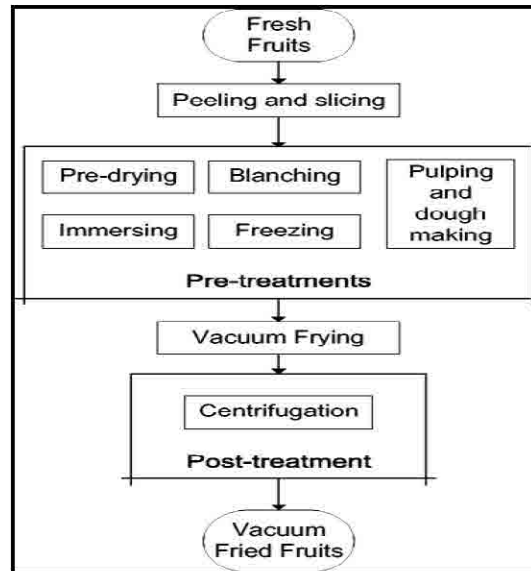 Fresh
Fruits
Peeling and slicing
Pre-drying
Blanching
Pulping
and
dough
making
Immersing
Freezing
Pre-treatments
Vacuum Frying
Centrifugation
Post-treatment
Vacuum
Fried Fruits